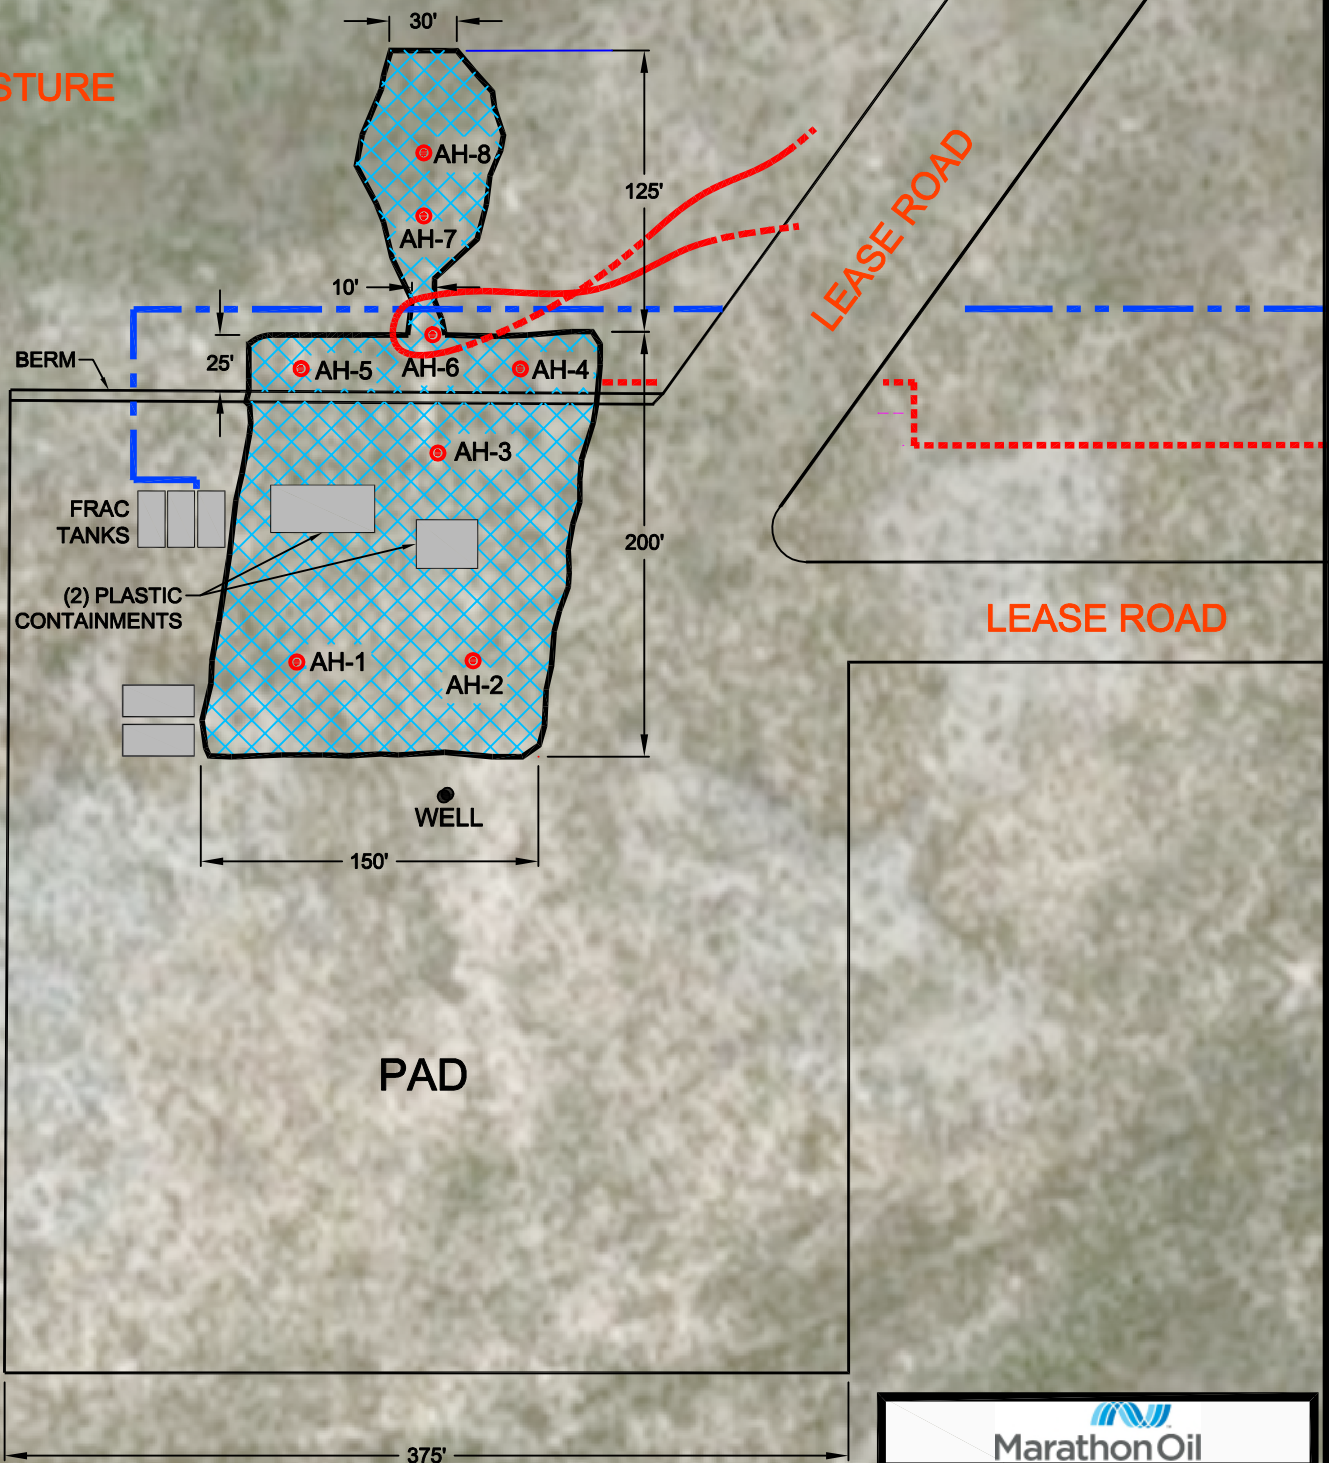 30'
STURE
AH-8
125'
LEASE ROAD
AH-7
10'
BERM
25'
AH-5
AH-6
AH-4
AH-3
FRAC
TANKS
200'
(2) PLASTIC
CONTAINMENTS
LEASE ROAD
AH-1
AH-2
WELL
150'
PAD
375'
Marathon Oil